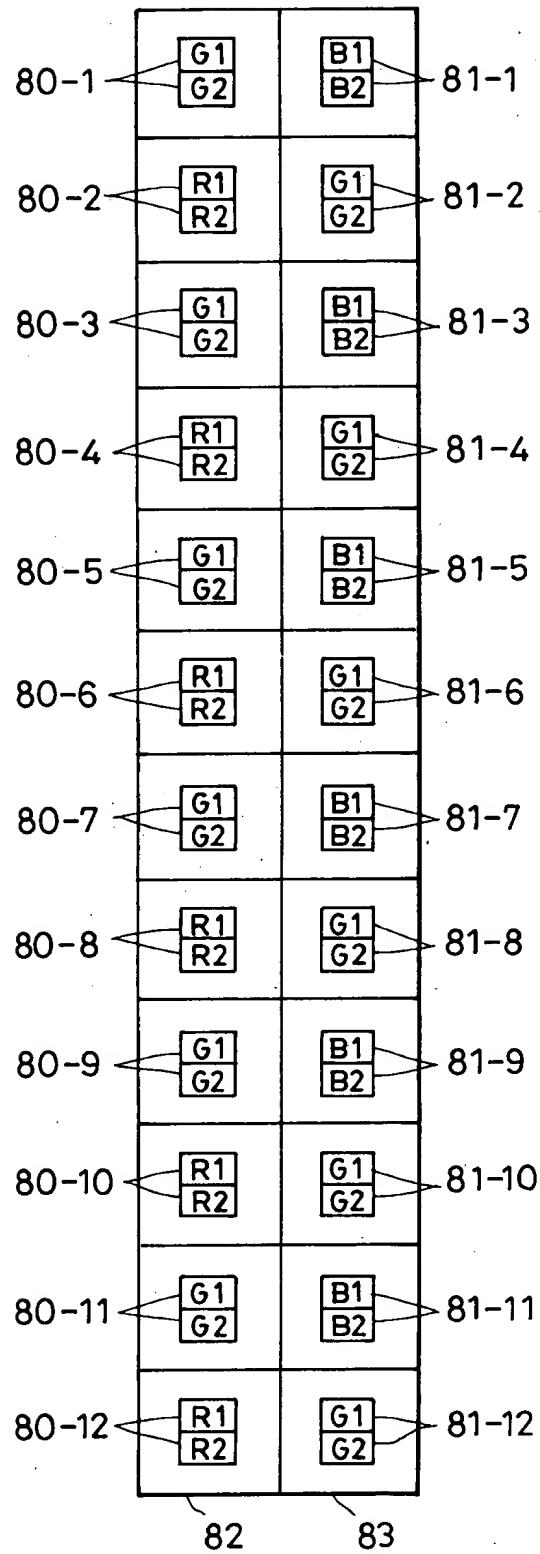 G1 B1
80-1 81-1
G2 B2
R1 G1
80-2 81-2
R2 G2
G1 B1
80-3 81-3
G2 B2
R1 G1
80-4 81-4
R2 G2
G1 B1
80-5 81-5
G2 B2
R1 G1
80-6 81-6
R2 G2
G1 B1
80-7 81-7
G2 B2
R1 G1
80-8 81-8
R2 G2
G1 B1
80-9 81-9
G2 B2
R1 G1
80-10 81-10
R2 G2
G1 B1
80-11 81-11
G2 B2
R1 G1
80-12 81-12
R2 G2
82 83